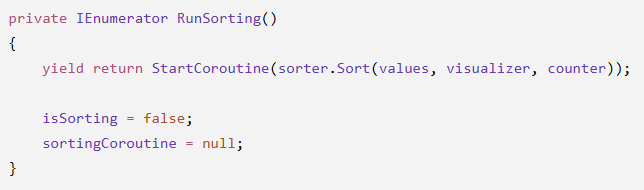 private IEnumerator RunSorting()
{
    yield return StartCoroutine(sorter.Sort(values, visualizer, counter));

    isSorting = false;
    sortingCoroutine = null;
}